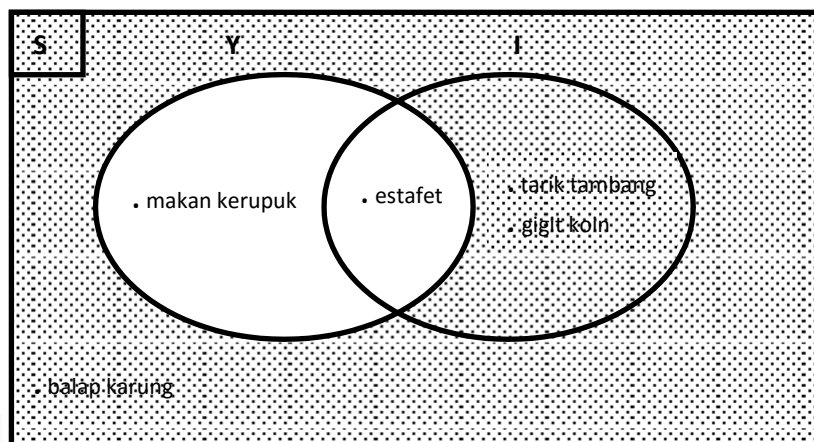 S Y I
. makan kerupuk
. estafet
. tarik tambang
. gigIt koIn
. balap karung